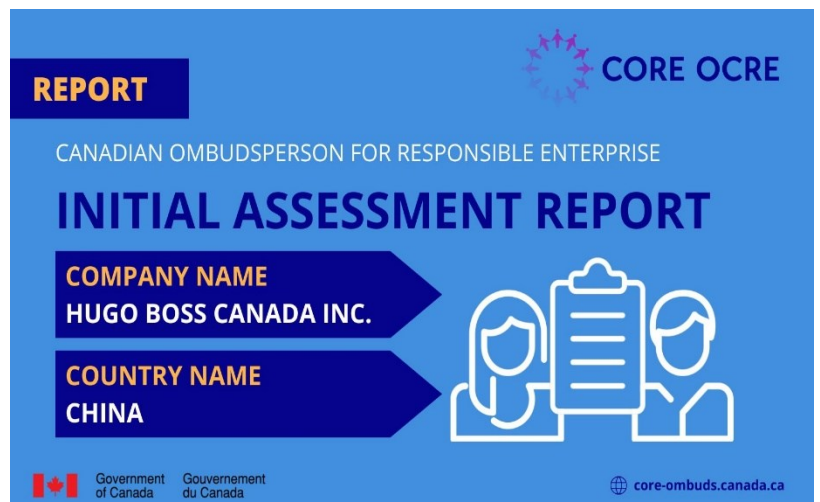 CORE OCRE
REPORT
CANADIAN OMBUDSPERSON FOR RESPONSIBLE ENTERPRISE
INITIAL ASSESSMENT REPORT
COMPANY NAME
HUGO BOSS CANADA INC.
COUNTRY NAME
CHINA
Government of Canada
Gouvernement du Canada
core-ombuds.canada.ca